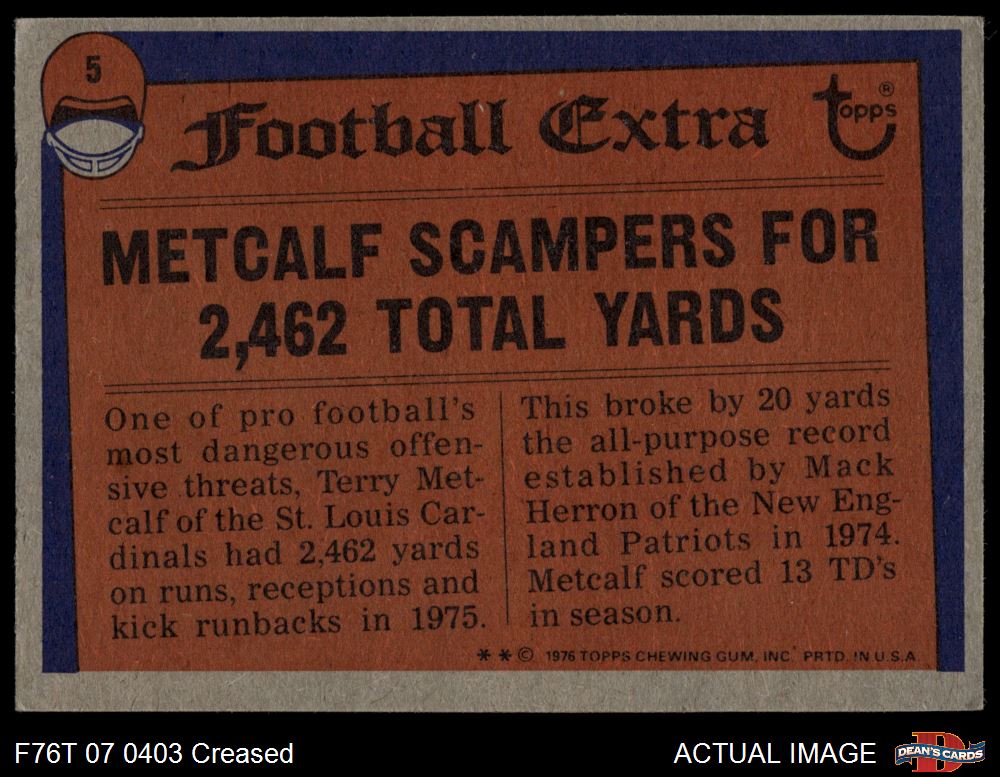 5
Football Extra
topps ®
METCALF SCAMPERS FOR
2,462 TOTAL YARDS
One of pro football's
most dangerous offen-
sive threats, Terry Met-
calf of the St. Louis Car-
dinals had 2,462 yards
on runs, receptions and
kick runbacks in 1975.
This broke by 20 yards
the all-purpose record
established by Mack
Herron of the New Eng-
land Patriots in 1974.
Metcalf scored 13 TD's
in season.
* * © 1976 TOPPS CHEWING GUM, INC. PRTD. IN U.S.A.
F76T 07 0403 Creased
ACTUAL IMAGE
D
DEAN'S CARDS